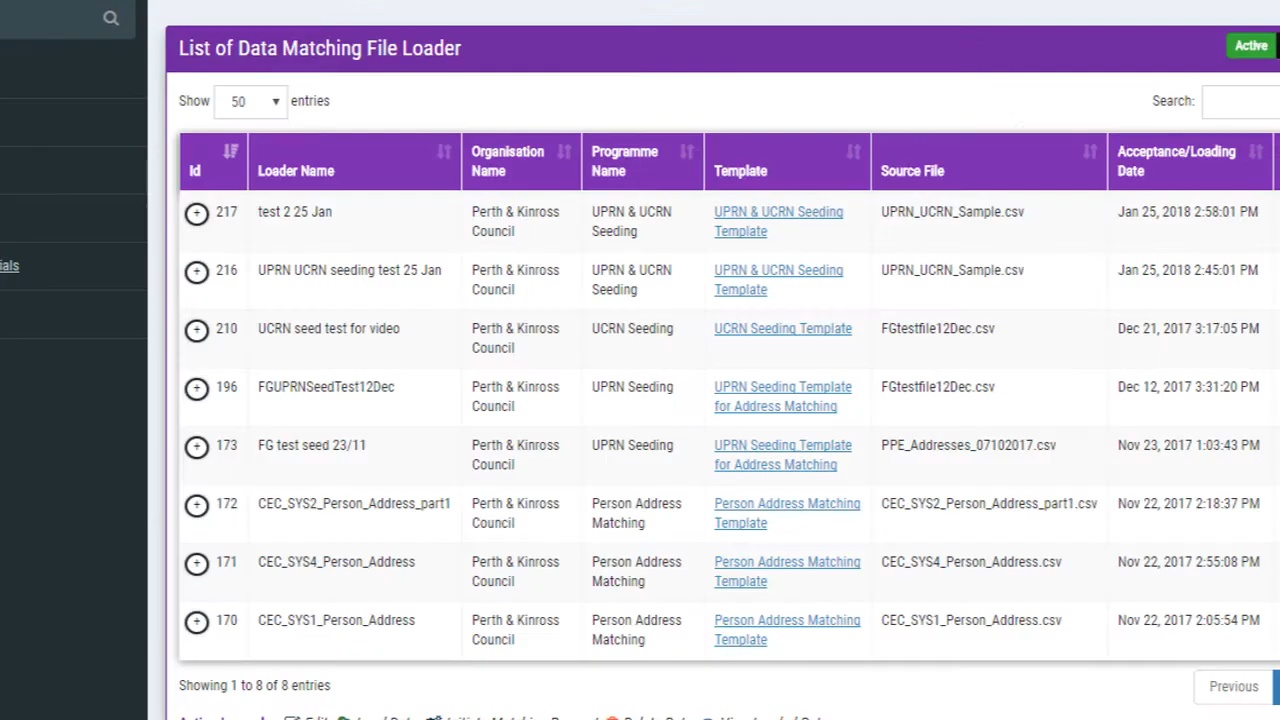 List of Data Matching File Loader
Active
Show 50 entries
Search:
Id
Loader Name
Organisation
Name
Programme
Name
Template
Source File
Acceptance/Loading
Date
217
test 2 25 Jan
Perth & Kinross
Council
UPRN & UCRN
Seeding
UPRN & UCRN Seeding
Template
UPRN_UCRN_Sample.csv
Jan 25, 2018 2:58:01 PM
216
UPRN UCRN seeding test 25 Jan
Perth & Kinross
Council
UPRN & UCRN
Seeding
UPRN & UCRN Seeding
Template
UPRN_UCRN_Sample.csv
Jan 25, 2018 2:45:01 PM
ials
210
UCRN seed test for video
Perth & Kinross
Council
UCRN Seeding
UCRN Seeding Template
FGtestfile12Dec.csv
Dec 21, 2017 3:17:05 PM
196
FGUPRNSeedTest12Dec
Perth & Kinross
Council
UPRN Seeding
UPRN Seeding Template
for Address Matching
FGtestfile12Dec.csv
Dec 12, 2017 3:31:20 PM
173
FG test seed 23/11
Perth & Kinross
Council
UPRN Seeding
UPRN Seeding Template
for Address Matching
PPE_Addresses_07102017.csv
Nov 23, 2017 1:03:43 PM
172
CEC_SYS2_Person_Address_part1
Perth & Kinross
Council
Person Address
Matching
Person Address Matching
Template
CEC_SYS2_Person_Address_part1.csv
Nov 22, 2017 2:18:37 PM
171
CEC_SYS4_Person_Address
Perth & Kinross
Council
Person Address
Matching
Person Address Matching
Template
CEC_SYS4_Person_Address.csv
Nov 22, 2017 2:55:08 PM
170
CEC_SYS1_Person_Address
Perth & Kinross
Council
Person Address
Matching
Person Address Matching
Template
CEC_SYS1_Person_Address.csv
Nov 22, 2017 2:05:54 PM
Showing 1 to 8 of 8 entries
Previous